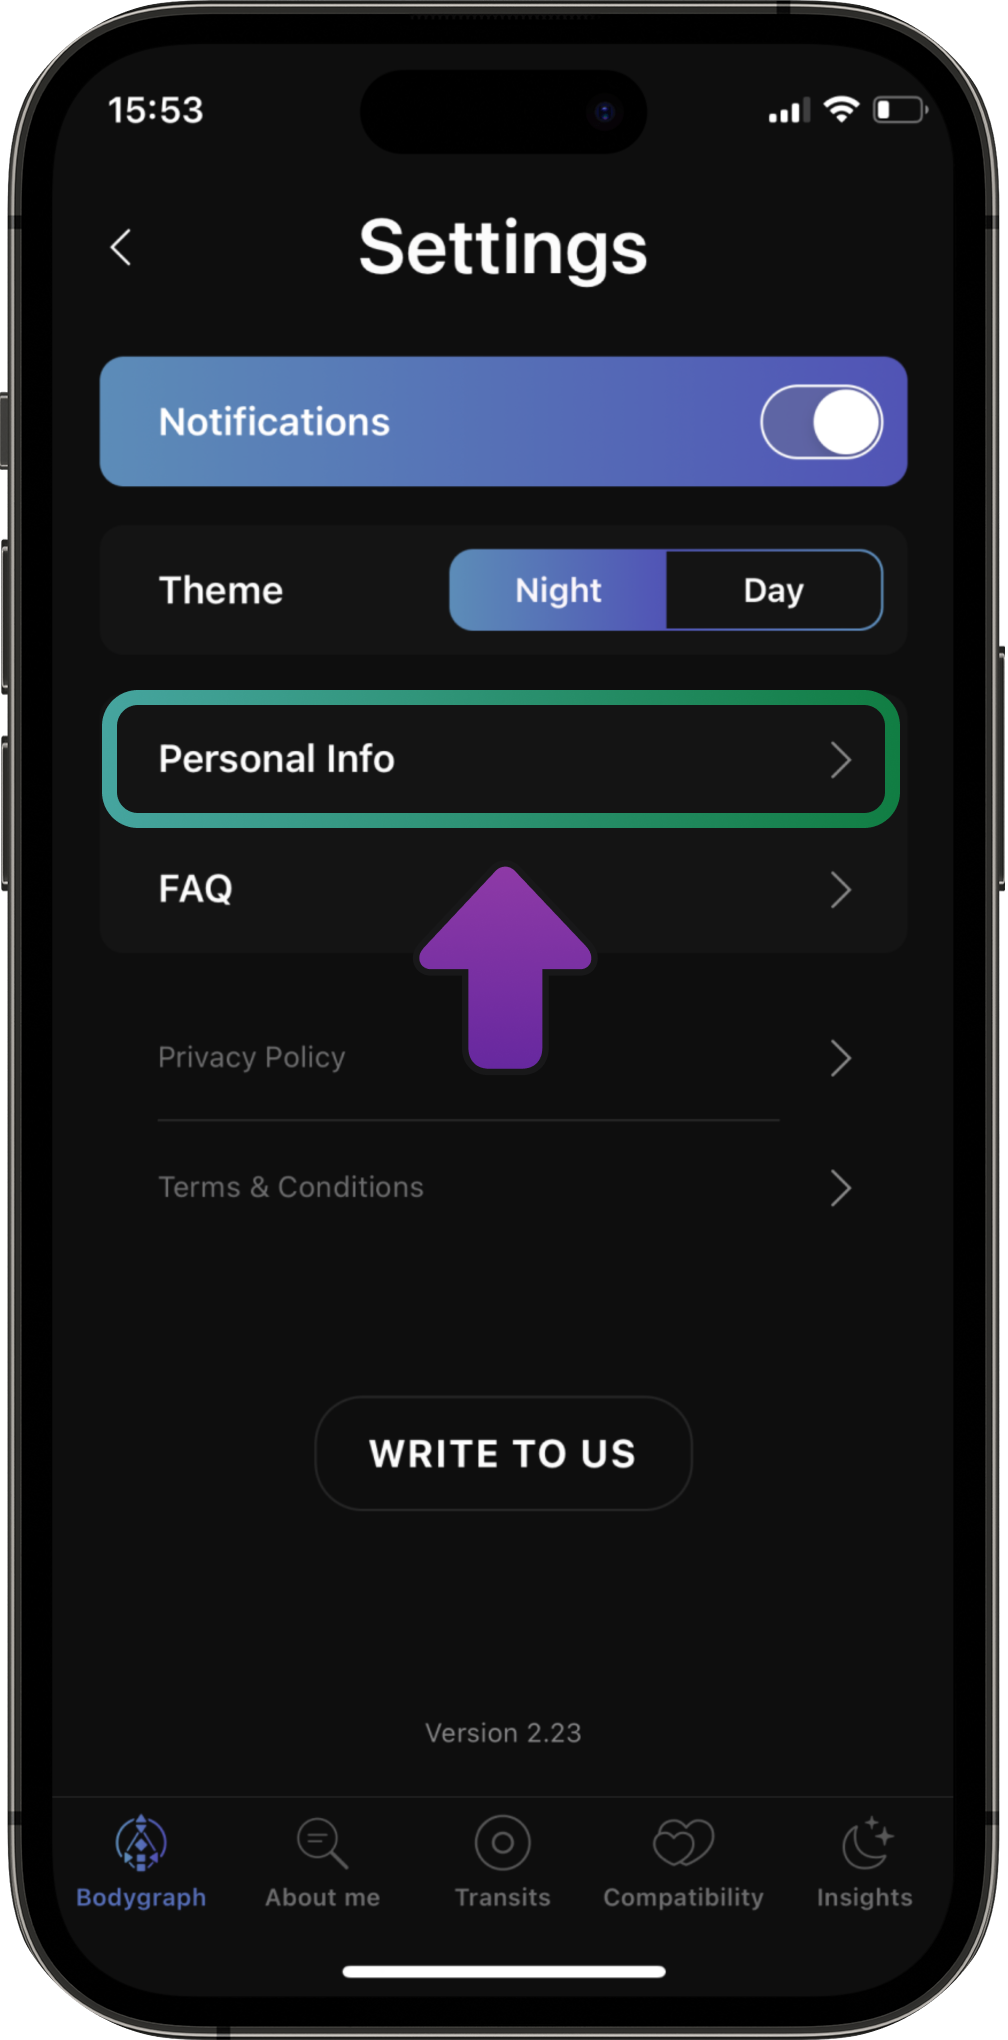 15:53
Settings
Notifications
Theme
Night
Day
Personal Info
FAQ
Privacy Policy
Terms & Conditions
WRITE TO US
Version 2.23
Bodygraph
About me
Transits
Compatibility
Insights